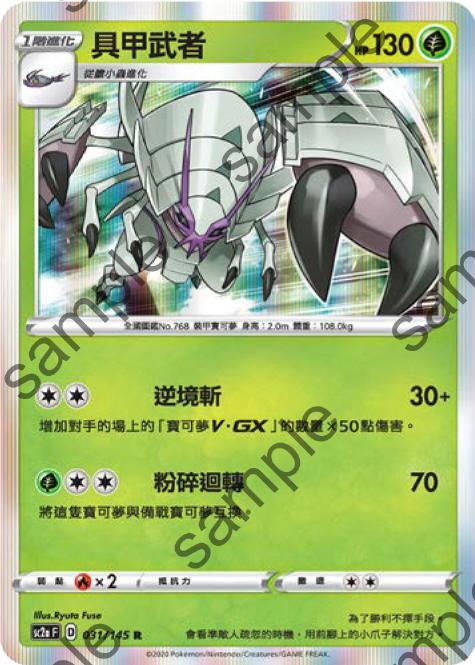 1階進化
具甲武者
HP 130
從膽小蟲進化
全國圖鑑No.768 裝甲寶可夢 身高：2.0m 體重：108.0kg
逆境斬 30+
增加對手的場上的「寶可夢V・GX」的數量×50點傷害。
粉碎迴轉 70
將這隻寶可夢與備戰寶可夢互換。
弱點 ×2 抵抗力 撤退
Illus.Ryuta Fuse
sc2a F D 031/145 R
為了勝利不擇手段。
會看準敵人疏忽的時機，用前腳上的小爪子解決對方。
©2020 Pokémon/Nintendo/Creatures/GAME FREAK.
sample
sample
sample
sample
sample
sample